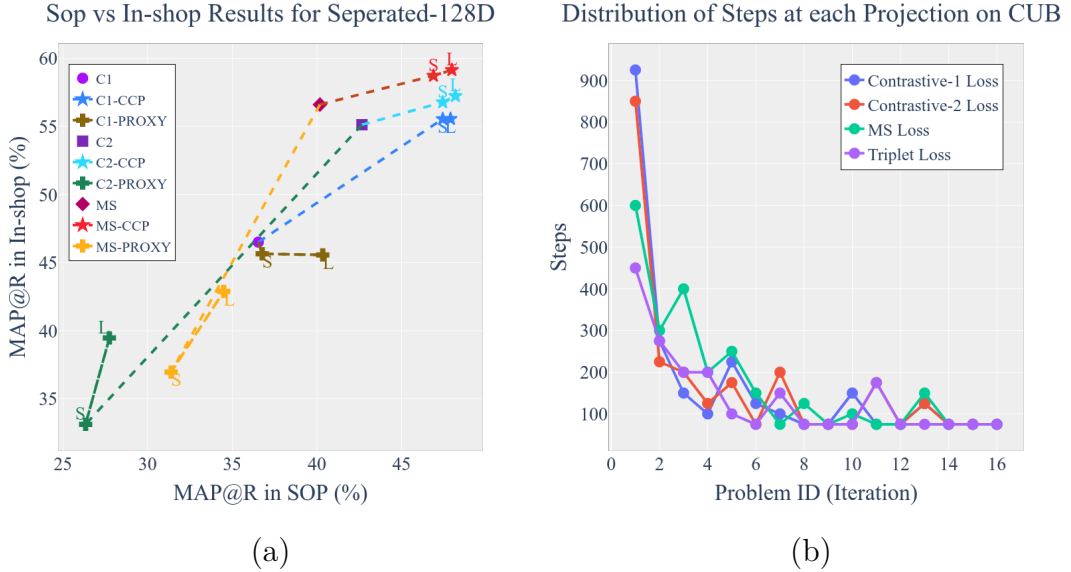 Sop vs In-shop Results for Seperated-128D
60
55
50
45
40
35
25
30
35
40
45
MAP@R in In-shop (%)
MAP@R in SOP (%)
C1
C1-CCP
C1-PROXY
C2
C2-CCP
C2-PROXY
MS
MS-CCP
MS-PROXY
S
L
S
L
S
L
S
L
S
L
S
L
(a)
Distribution of Steps at each Projection on CUB
900
800
700
600
500
400
300
200
100
0
2
4
6
8
10
12
14
16
Steps
Problem ID (Iteration)
Contrastive-1 Loss
Contrastive-2 Loss
MS Loss
Triplet Loss
(b)